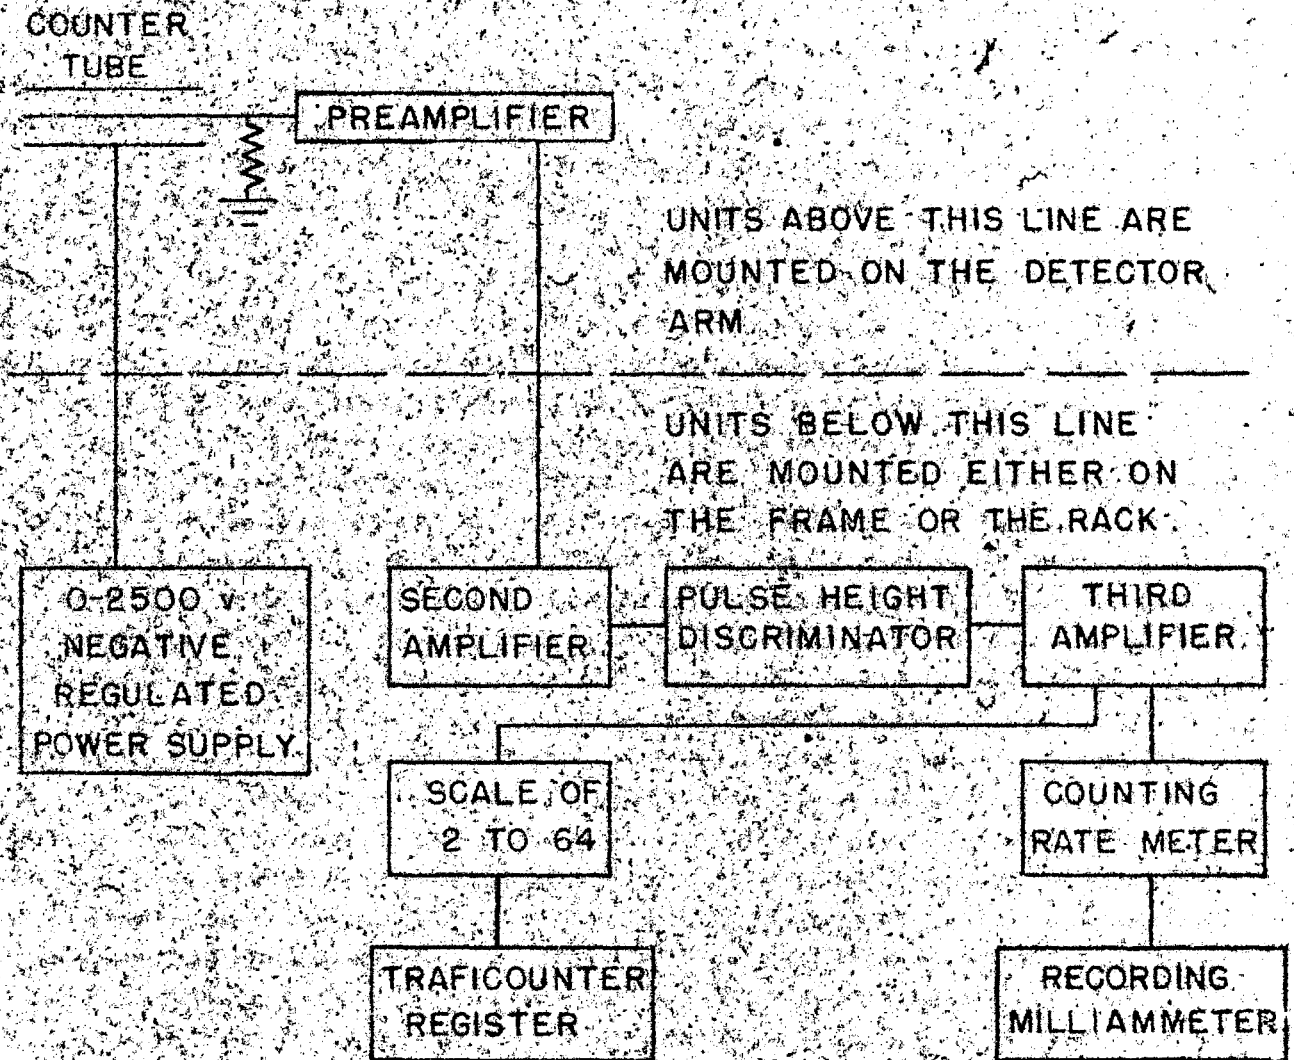 COUNTER
TUBE
PREAMPLIFIER
UNITS ABOVE THIS LINE ARE
MOUNTED ON THE DETECTOR
ARM
UNITS BELOW THIS LINE
ARE MOUNTED EITHER ON
THE FRAME OR THE RACK.
0-2500 v.
NEGATIVE
REGULATED
POWER SUPPLY
SECOND
AMPLIFIER
PULSE HEIGHT
DISCRIMINATOR
THIRD
AMPLIFIER
SCALE OF
2 TO 64
COUNTING
RATE METER
TRAFICOUNTER
REGISTER
RECORDING
MILLIAMMETER